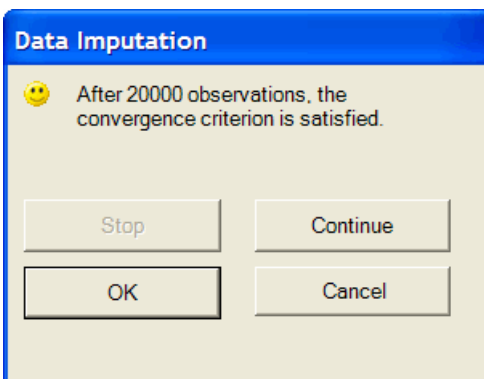 Data Imputation
After 20000 observations, the
convergence criterion is satisfied.
Stop Continue
OK Cancel